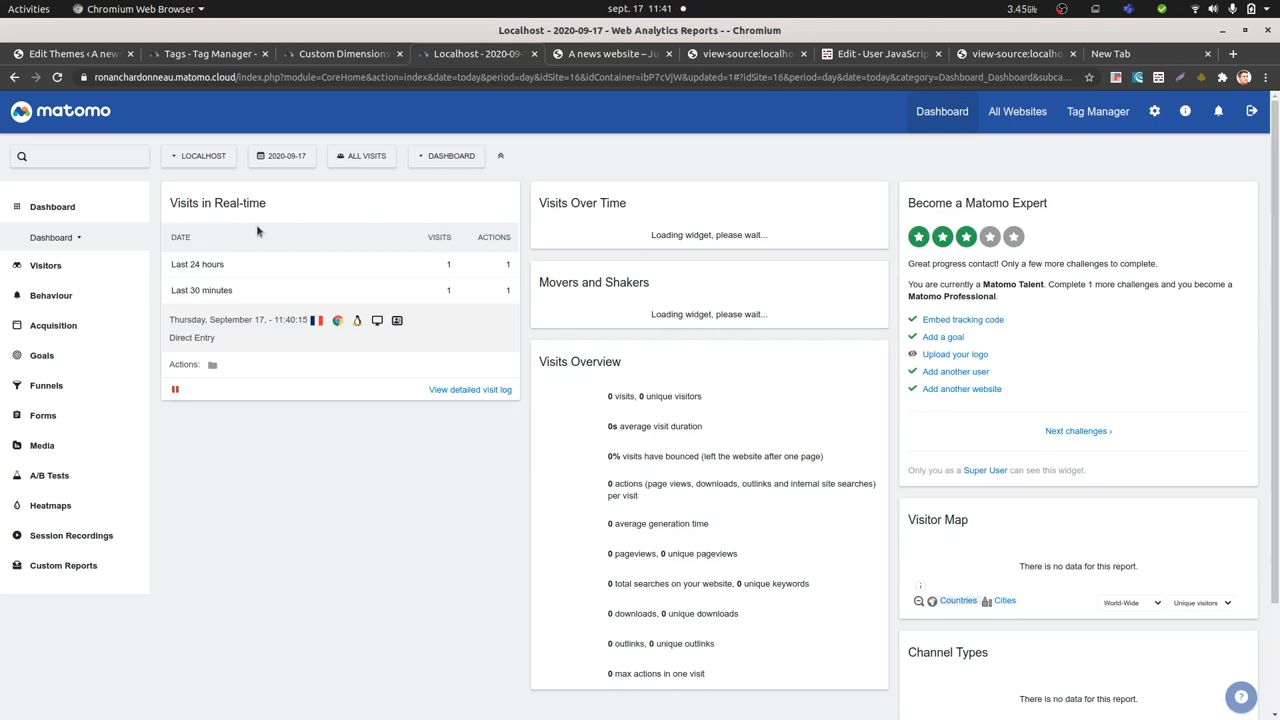 Activities
Chromium Web Browser
sept. 17 11:41
3.45GiB
Localhost - 2020-09-17 - Web Analytics Reports - - Chromium
Edit Themes ‹ A news
Tags - Tag Manager -
Custom Dimensions
Localhost - 2020-09-
A news website – Ju
view-source:localho
Edit - User JavaScrip
view-source:localho
New Tab
ronanchardonneau.matomo.cloud/index.php?module=CoreHome&action=index&date=today&period=day&idSite=16&idContainer=ibP7cVjW&updated=1#?idSite=16&period=day&date=today&category=Dashboard_Dashboard&subca...
matomo
Dashboard
All Websites
Tag Manager
LOCALHOST
2020-09-17
ALL VISITS
DASHBOARD
Dashboard
Dashboard
Visitors
Behaviour
Acquisition
Goals
Funnels
Forms
Media
A/B Tests
Heatmaps
Session Recordings
Custom Reports
Visits in Real-time
DATE VISITS ACTIONS
Last 24 hours 1 1
Last 30 minutes 1 1
Thursday, September 17, - 11:40:15
Direct Entry
Actions:
View detailed visit log
Visits Over Time
Loading widget, please wait...
Movers and Shakers
Loading widget, please wait...
Visits Overview
0 visits, 0 unique visitors
0s average visit duration
0% visits have bounced (left the website after one page)
0 actions (page views, downloads, outlinks and internal site searches)
per visit
0 average generation time
0 pageviews, 0 unique pageviews
0 total searches on your website, 0 unique keywords
0 downloads, 0 unique downloads
0 outlinks, 0 unique outlinks
0 max actions in one visit
Become a Matomo Expert
Great progress contact! Only a few more challenges to complete.
You are currently a Matomo Talent. Complete 1 more challenges and you become a
Matomo Professional.
Embed tracking code
Add a goal
Upload your logo
Add another user
Add another website
Next challenges ›
Only you as a Super User can see this widget.
Visitor Map
There is no data for this report.
Countries
Cities
World-Wide
Unique visitors
Channel Types
There is no data for this report.